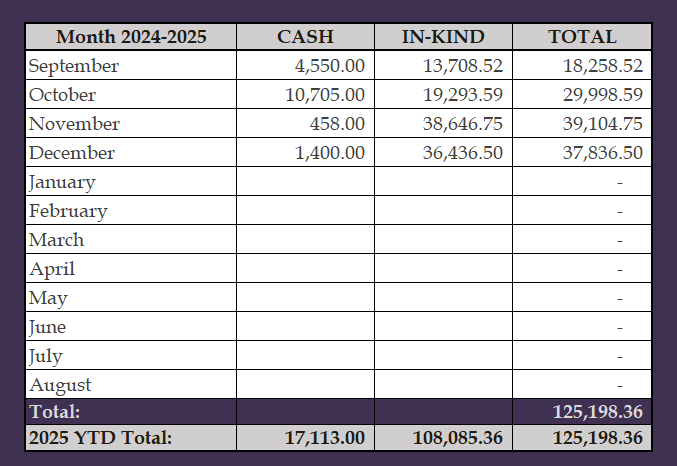 Month 2024-2025 CASH IN-KIND TOTAL
September 4,550.00 13,708.52 18,258.52
October 10,705.00 19,293.59 29,998.59
November 458.00 38,646.75 39,104.75
December 1,400.00 36,436.50 37,836.50
January -
February -
March -
April -
May -
June -
July -
August -
Total: 125,198.36
2025 YTD Total: 17,113.00 108,085.36 125,198.36